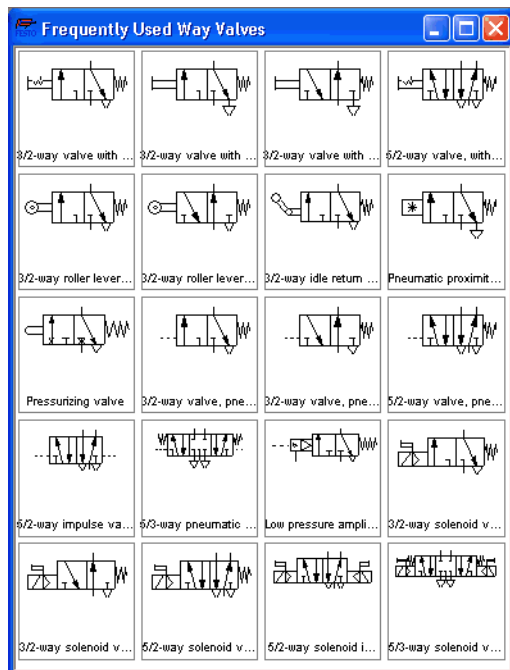 FESTO
Frequently Used Way Valves
3/2-way valve with ...
3/2-way valve with ...
3/2-way valve with ...
5/2-way valve, with...
3/2-way roller lever...
3/2-way roller lever...
3/2-way idle return ...
Pneumatic proximit...
Pressurizing valve
3/2-way valve, pne...
3/2-way valve, pne...
5/2-way valve, pne...
5/2-way impulse va...
5/3-way pneumatic ...
Low pressure ampli...
3/2-way solenoid v...
3/2-way solenoid v...
5/2-way solenoid v...
5/2-way solenoid i...
5/3-way solenoid v...